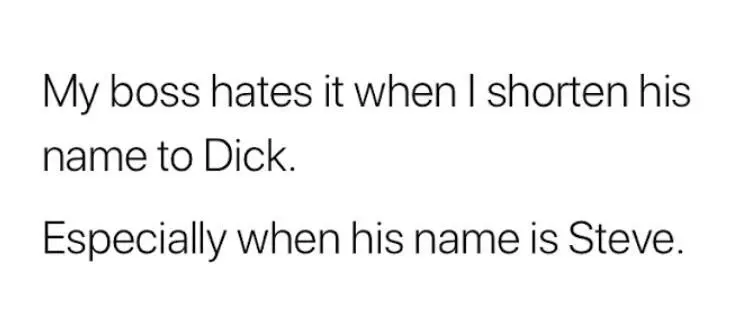 My boss hates it when I shorten his
name to Dick.
Especially when his name is Steve.